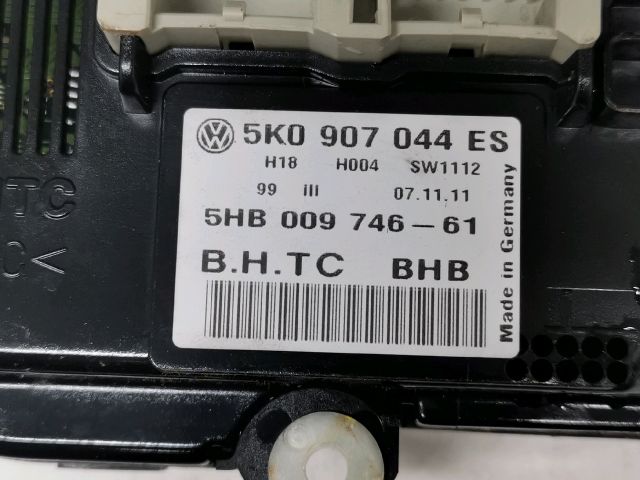 5K0 907 044 ES
H18 H004 SW1112
99 III 07.11.11
5HB 009 746-61
B.H.TC BHB
Made in Germany
TC
C<